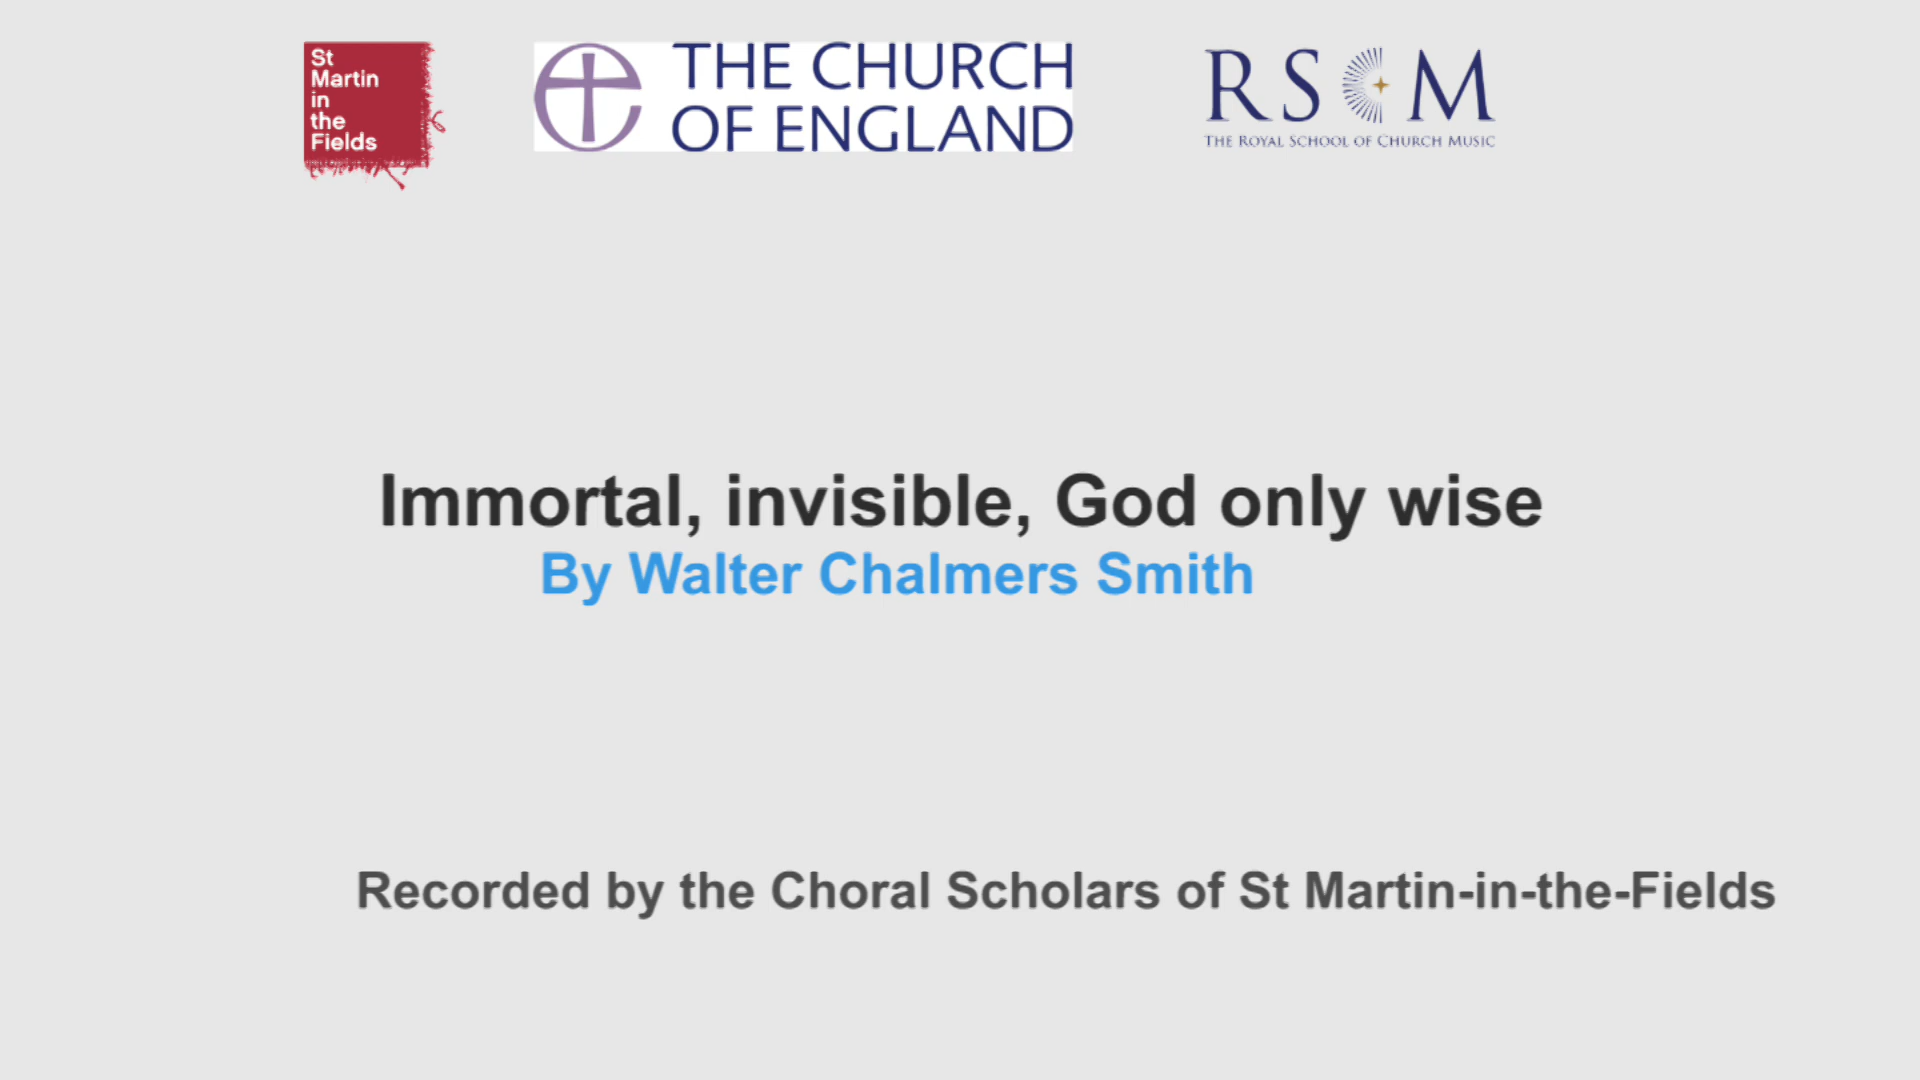 St
Martin
in
the
Fields
THE CHURCH
OF ENGLAND
RSCM
THE ROYAL SCHOOL OF CHURCH MUSIC
Immortal, invisible, God only wise
By Walter Chalmers Smith
Recorded by the Choral Scholars of St Martin-in-the-Fields